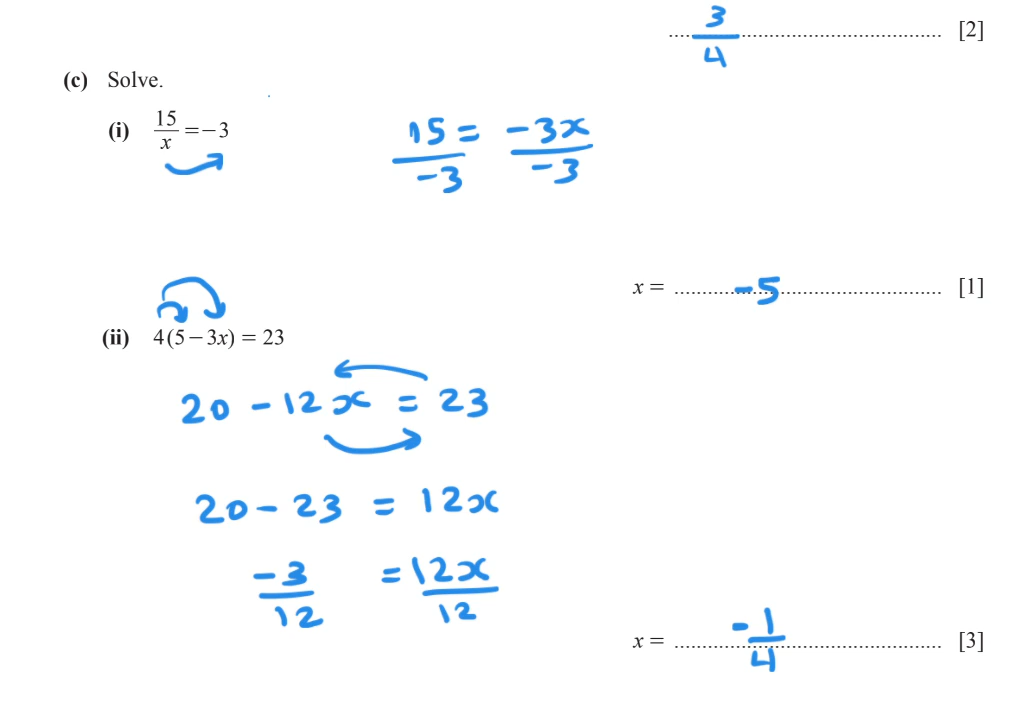 3/4 [2]
(c) Solve.
(i) 15/x = −3
15/−3 = −3x/−3
x = −5 [1]
(ii) 4(5 − 3x) = 23
20 − 12x = 23
20 − 23 = 12x
−3/12 = 12x/12
x = −1/4 [3]